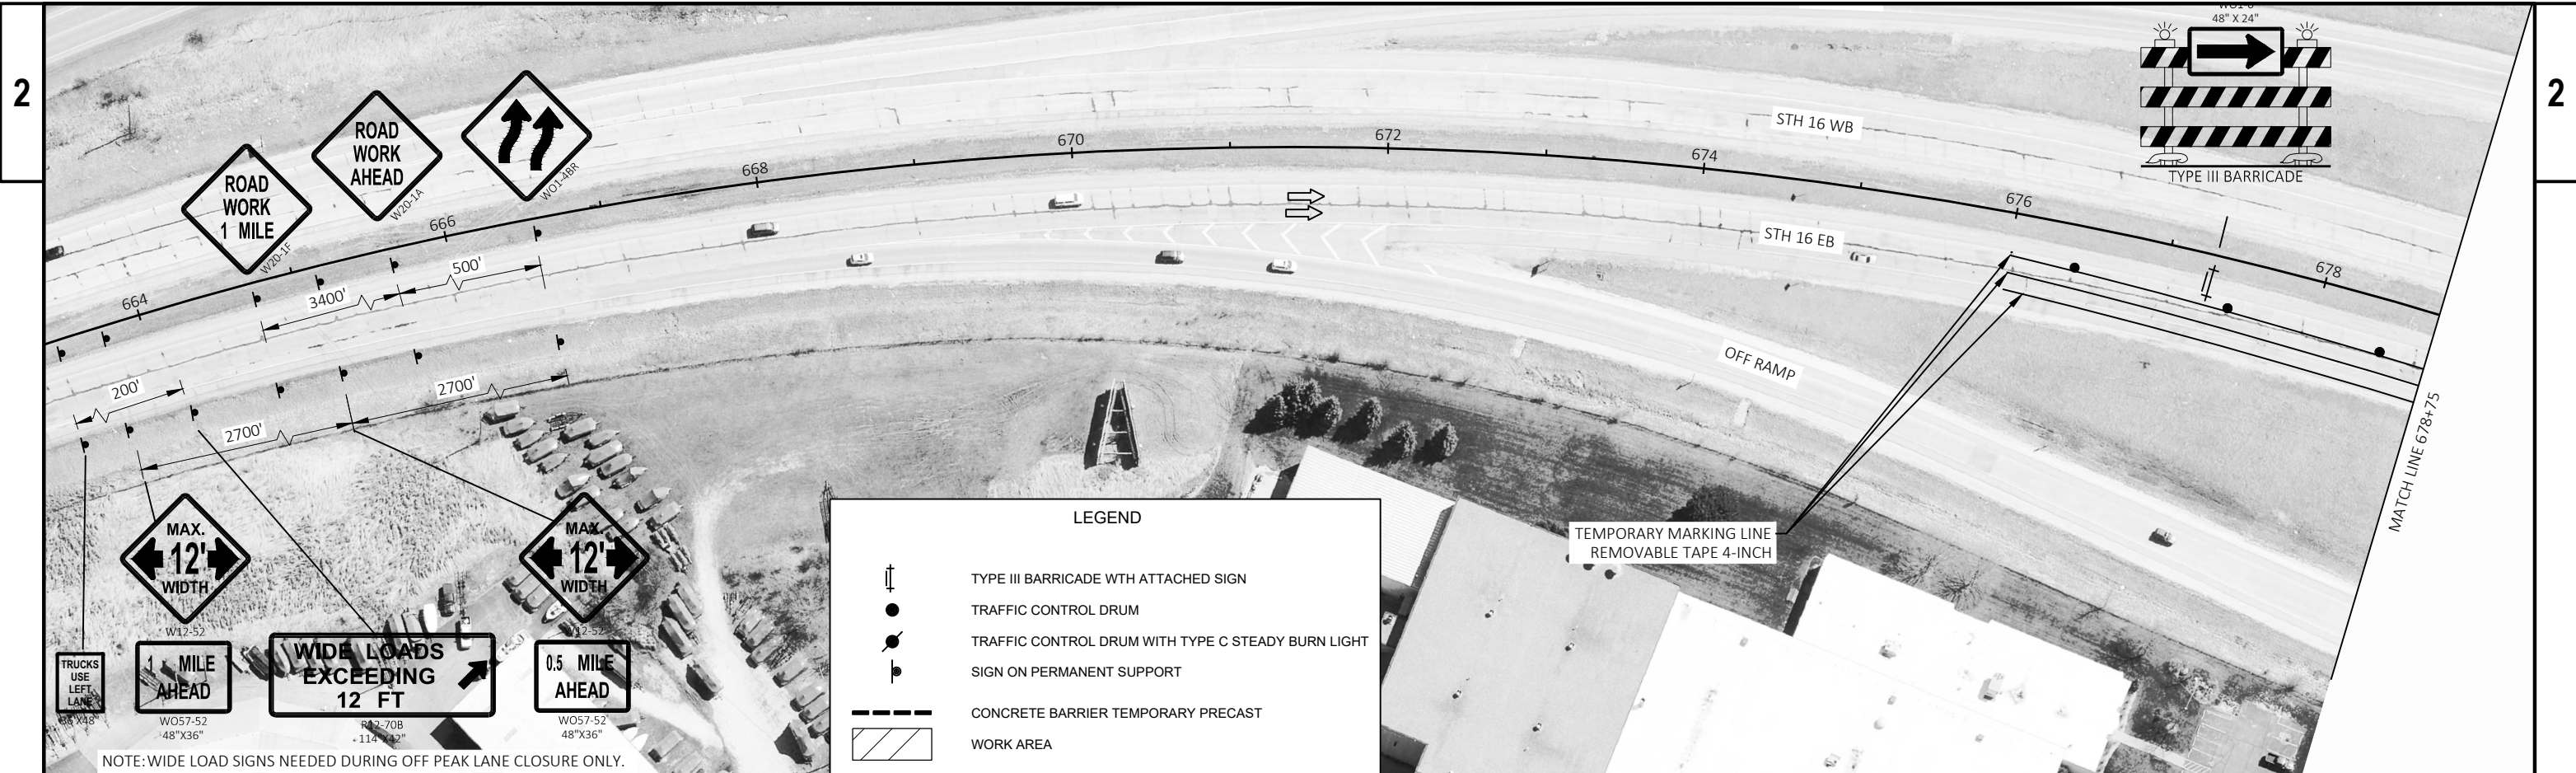 2
2
WO1-6
48" X 24"
TYPE III BARRICADE
ROAD
WORK
1 MILE
W20-1F
ROAD
WORK
AHEAD
W20-1A
WO1-4BR
664
666
668
670
672
674
676
678
STH 16 WB
STH 16 EB
OFF RAMP
500'
3400'
200'
2700'
2700'
MATCH LINE 678+75
TEMPORARY MARKING LINE
REMOVABLE TAPE 4-INCH
MAX.
12'
WIDTH
W12-52
1 MILE
AHEAD
WO57-52
48"X36"
TRUCKS
USE
LEFT
LANE
36"X48"
WIDE LOADS
EXCEEDING
12 FT
R12-70B
114"X42"
MAX.
12'
WIDTH
W12-52
0.5 MILE
AHEAD
WO57-52
48"X36"
NOTE: WIDE LOAD SIGNS NEEDED DURING OFF PEAK LANE CLOSURE ONLY.
LEGEND
TYPE III BARRICADE WTH ATTACHED SIGN
TRAFFIC CONTROL DRUM
TRAFFIC CONTROL DRUM WITH TYPE C STEADY BURN LIGHT
SIGN ON PERMANENT SUPPORT
CONCRETE BARRIER TEMPORARY PRECAST
WORK AREA